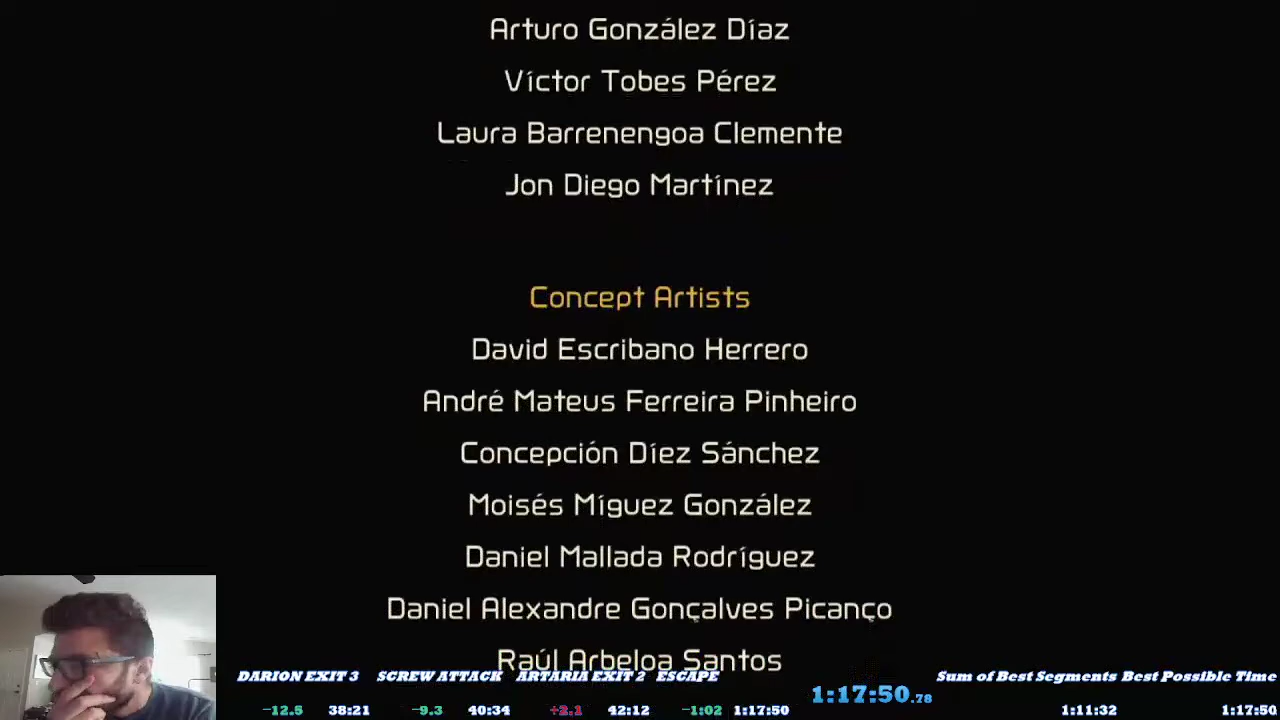 Arturo González Díaz
Víctor Tobes Pérez
Laura Barrenengoa Clemente
Jon Diego Martínez
Concept Artists
David Escribano Herrero
André Mateus Ferreira Pinheiro
Concepción Díez Sánchez
Moisés Míguez González
Daniel Mallada Rodríguez
Daniel Alexandre Gonçalves Picanço
Raúl Arbeloa Santos
DARION EXIT 3 SCREW ATTACK ARTARIA EXIT 2 ESCAPE
−12.5 38:21 −9.3 40:34 +2.1 42:12 −1:02 1:17:50
1:17:50.78
Sum of Best Segments Best Possible Time
1:11:32 1:17:50